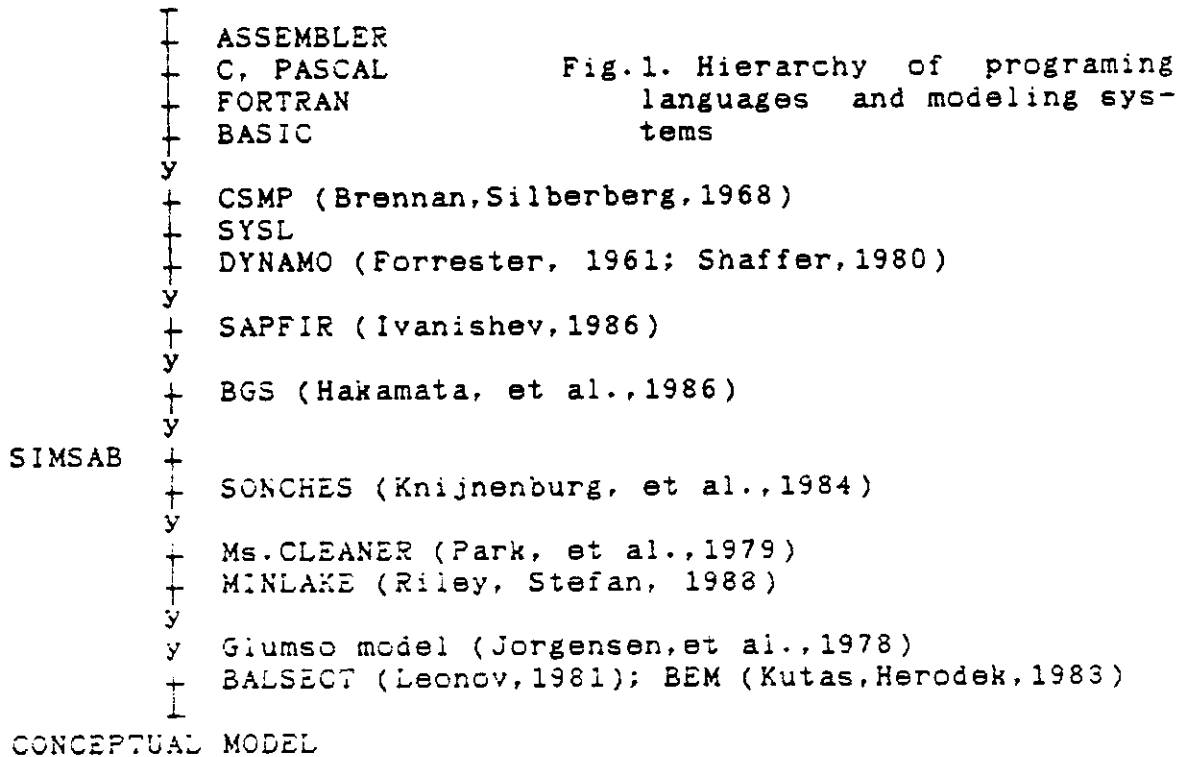 ASSEMBLER
C, PASCAL
FORTRAN
BASIC
Fig.1. Hierarchy of programing
languages and modeling sys-
tems
y
CSMP (Brennan,Silberberg,1968)
SYSL
DYNAMO (Forrester, 1961; Shaffer,1980)
y
SAPFIR (Ivanishev,1986)
y
BGS (Hakamata, et al.,1986)
y
SIMSAB
SONCHES (Knijnenburg, et al.,1984)
y
Ms.CLEANER (Park, et al.,1979)
MINLAKE (Riley, Stefan, 1988)
y
y Glumso model (Jorgensen,et al.,1978)
BALSECT (Leonov,1981); BEM (Kutas,Herodek,1983)
CONCEPTUAL MODEL